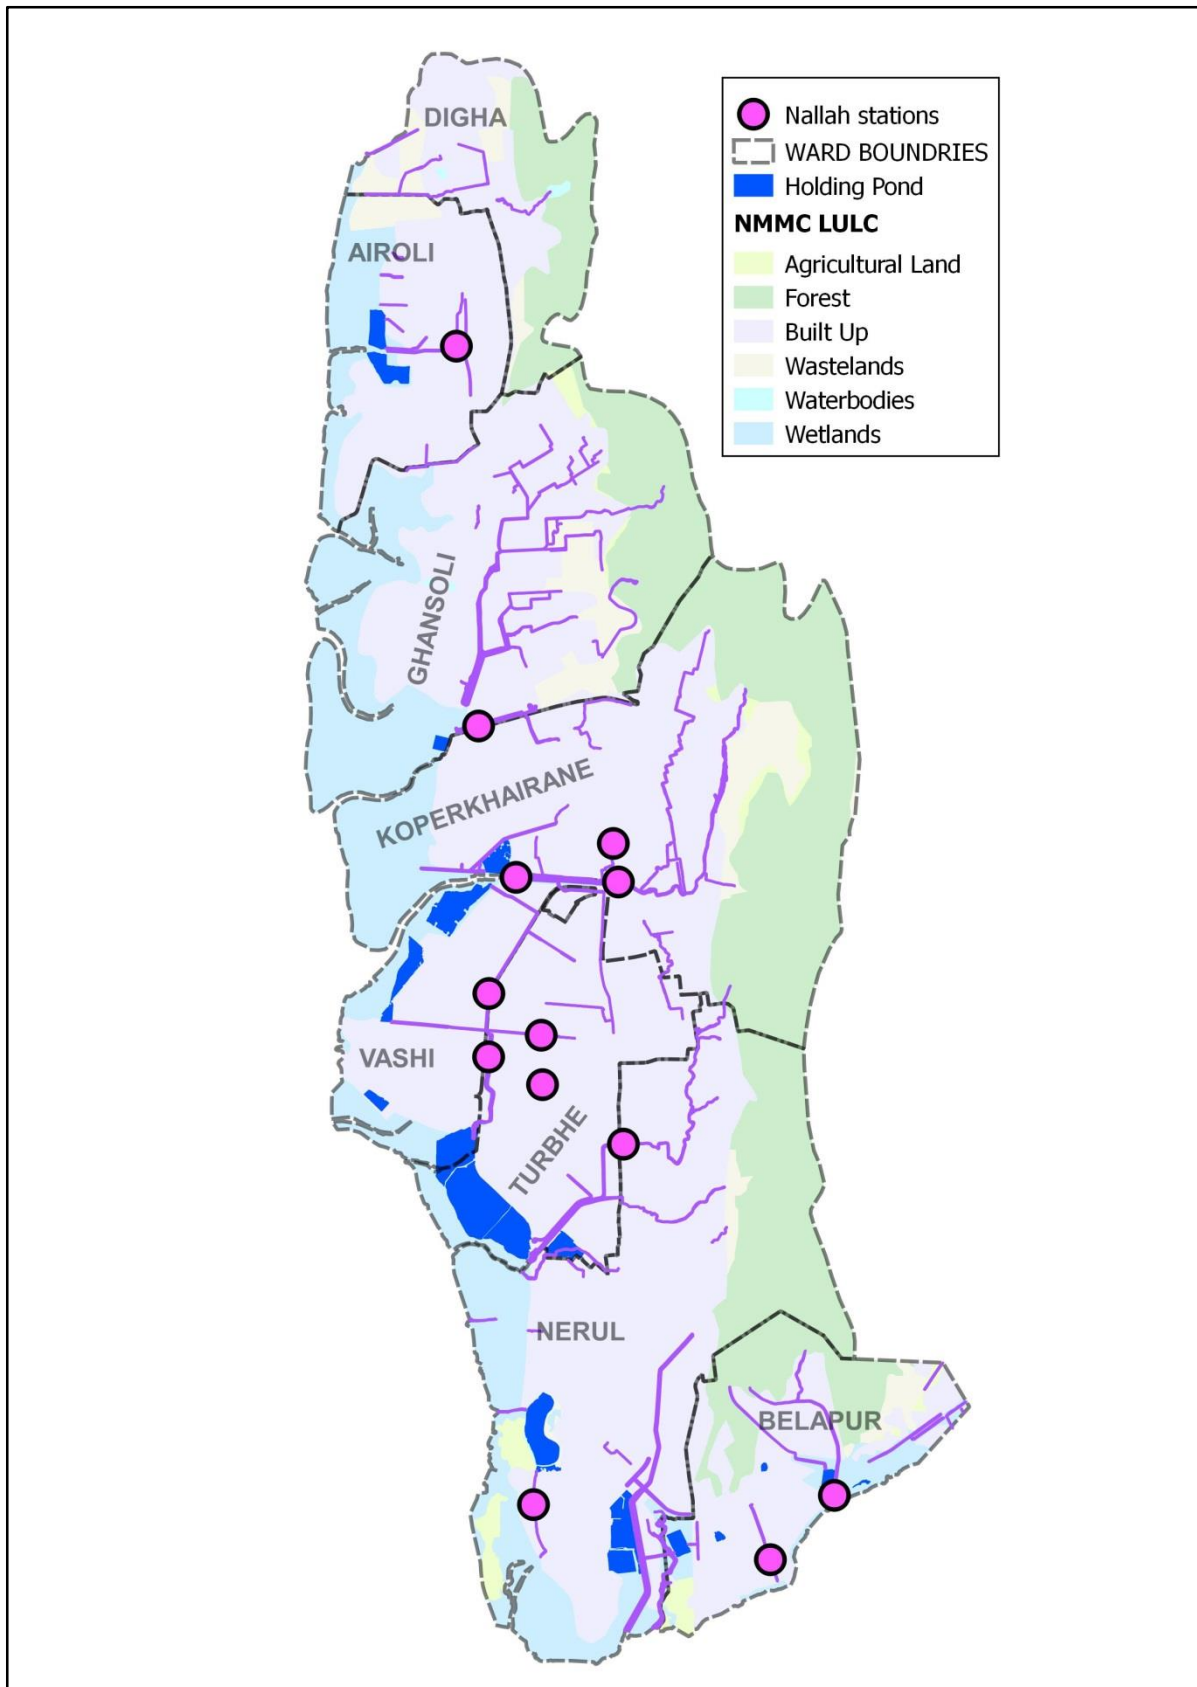 DIGHA
Nallah stations
WARD BOUNDRIES
Holding Pond
NMMC LULC
Agricultural Land
Forest
Built Up
Wastelands
Waterbodies
Wetlands
AIROLI
GHANSOLI
KOPERKHAIRANE
VASHI
TURBHE
NERUL
BELAPUR